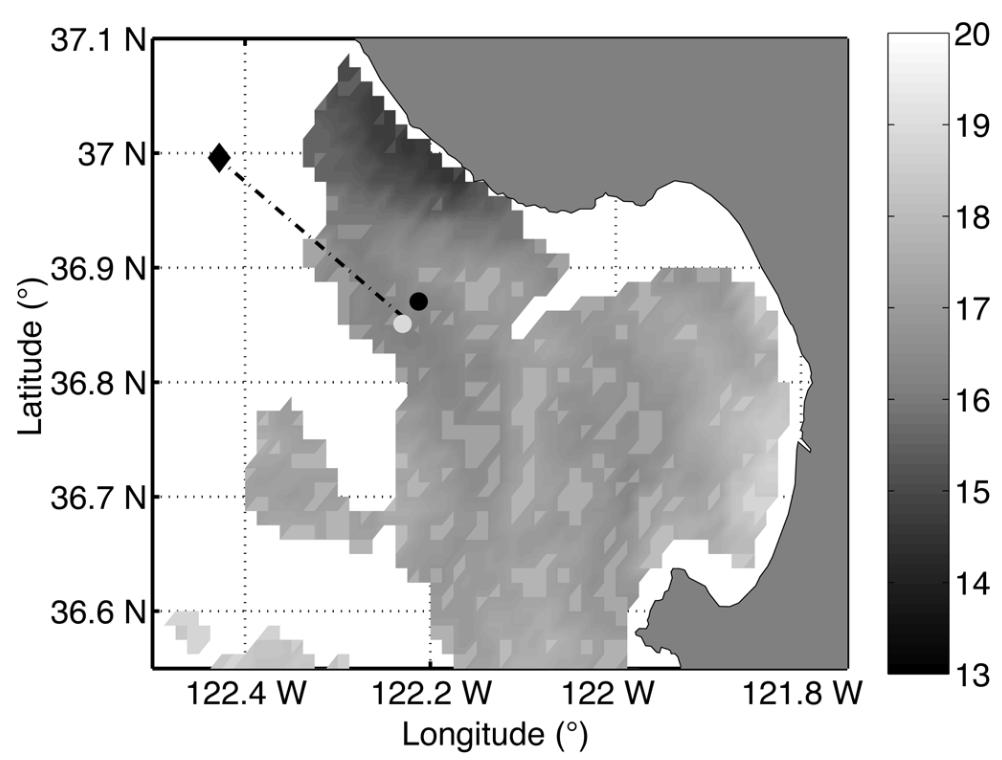 37.1 N
37 N
36.9 N
36.8 N
36.7 N
36.6 N
Latitude (°)
122.4 W 122.2 W 122 W 121.8 W
Longitude (°)
20
19
18
17
16
15
14
13